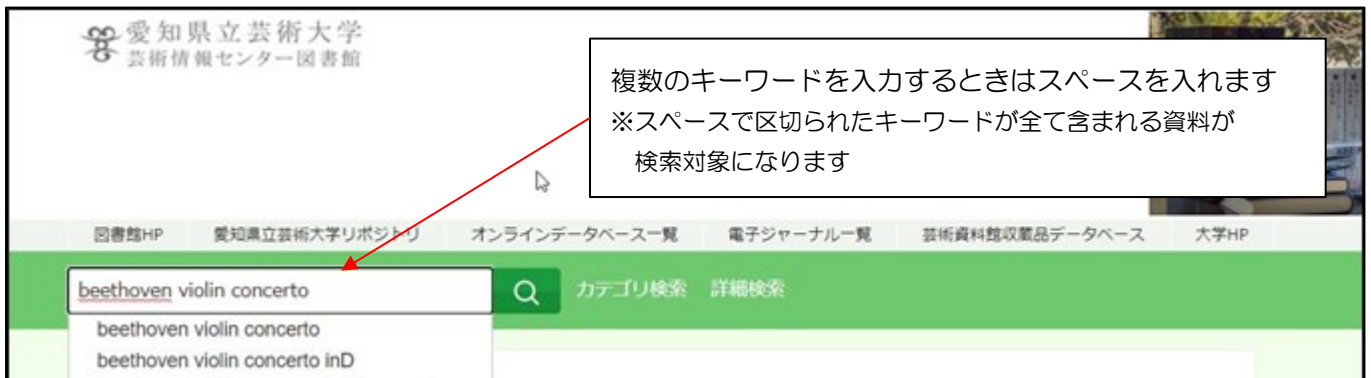 愛知県立芸術大学
芸術情報センター図書館
複数のキーワードを入力するときはスペースを入れます
※スペースで区切られたキーワードが全て含まれる資料が
検索対象になります
図書館HP 愛知県立芸術大学リポジトリ オンラインデータベース一覧 電子ジャーナル一覧 芸術資料館収蔵品データベース 大学HP
beethoven violin concerto カテゴリ検索 詳細検索
beethoven violin concerto
beethoven violin concerto inD